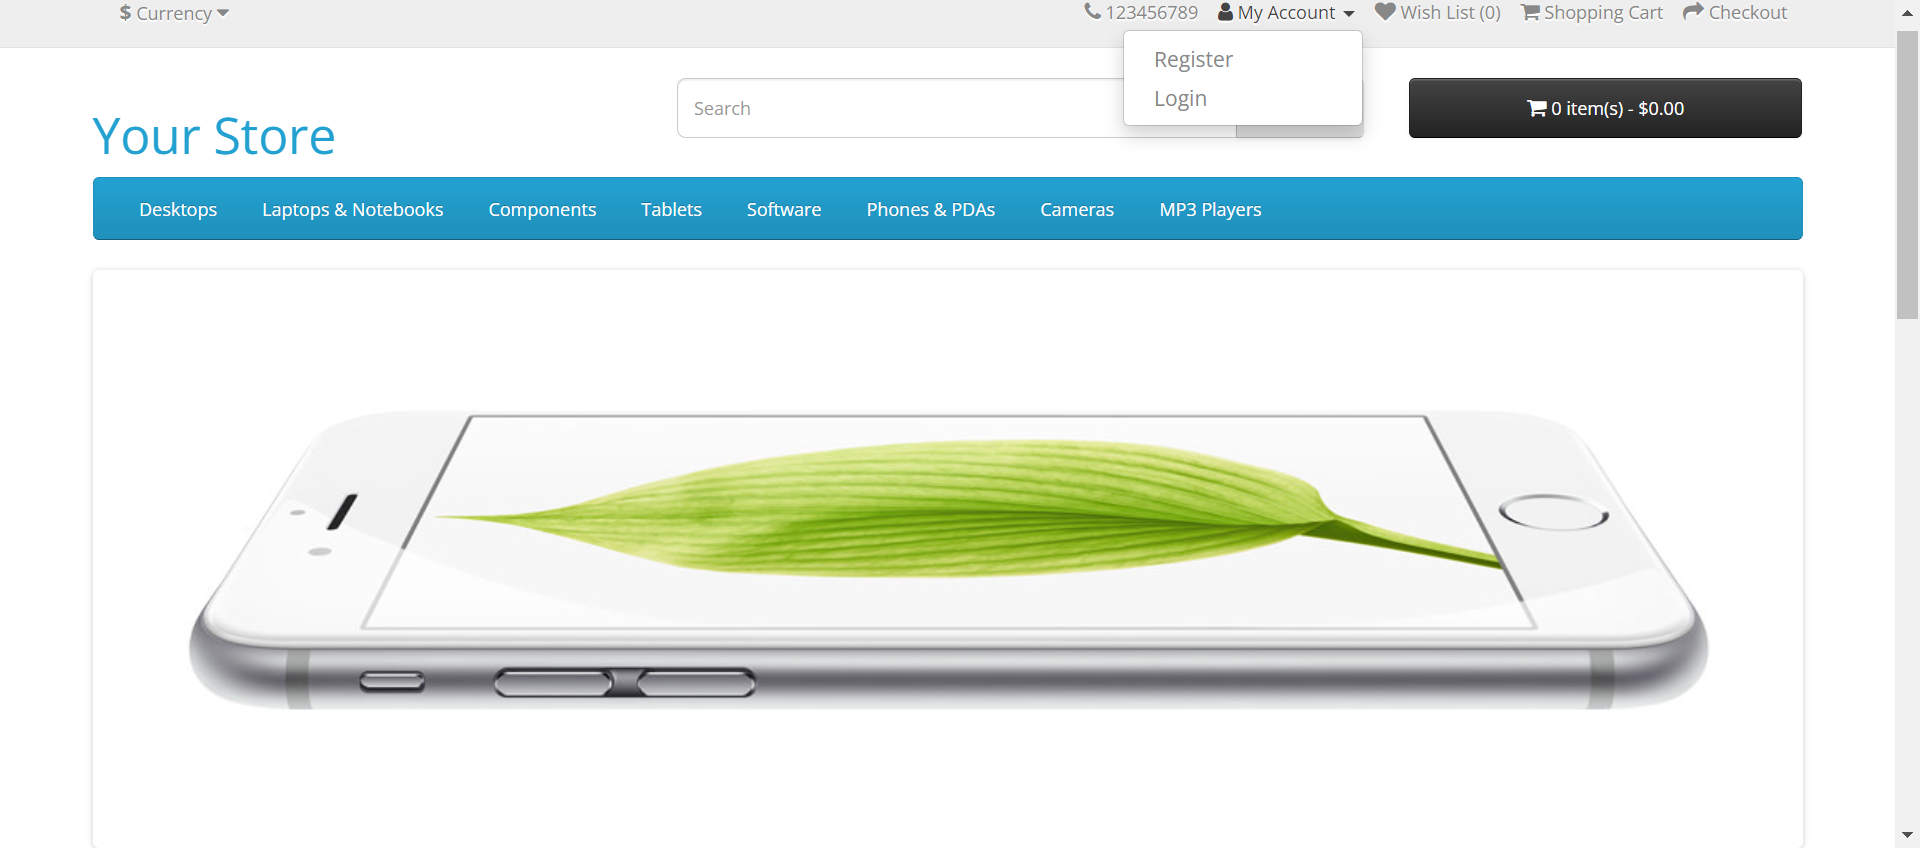 $ Currency
123456789 My Account Wish List (0) Shopping Cart Checkout
Register
Login
Your Store
Search
0 item(s) - $0.00
Desktops Laptops & Notebooks Components Tablets Software Phones & PDAs Cameras MP3 Players